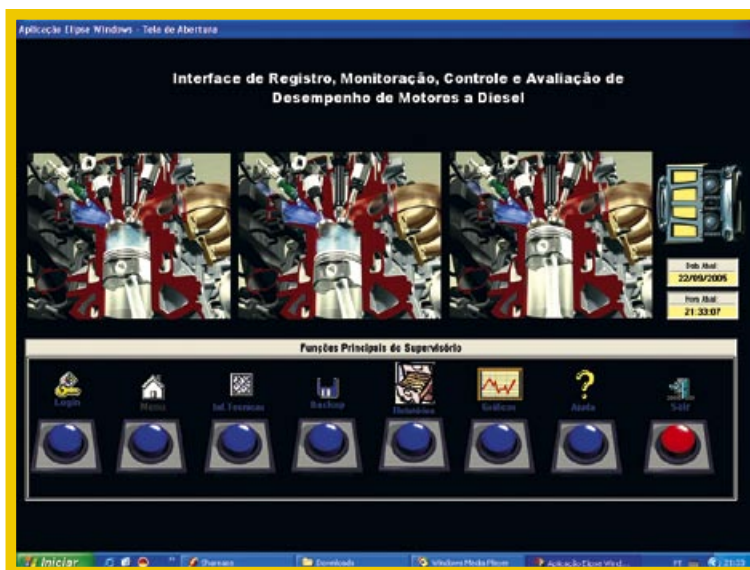 Aplicação Elipse Windows - Tela de Abertura
Interface de Registro, Monitoração, Controle e Avaliação de
Desempenho de Motores a Diesel
Data Atual:
22/09/2005
Hora Atual:
21:33:07
Funções Principais do Supervisório
Login
Menu
Inf. Tecnicas
Backup
Relatórios
Gráficos
Ajuda
Sair
Iniciar
Shareaza
Downloads
Windows Media Player
Aplicação Elipse Wind...
PT
21:33